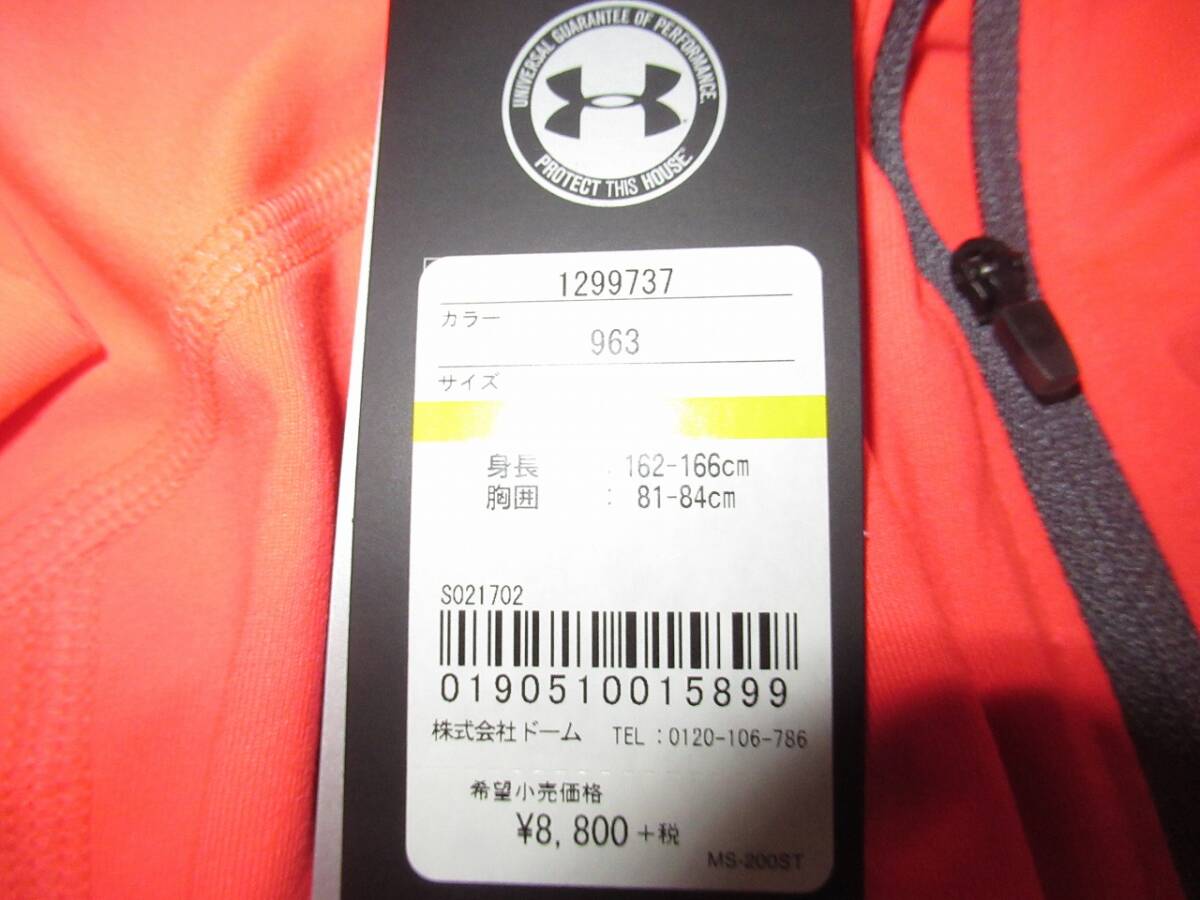 UNIVERSAL GUARANTEE OF PERFORMANCE.
PROTECT THIS HOUSE
1299737
カラー
963
サイズ
身長 : 162-166cm
胸囲 : 81-84cm
S021702
0190510015899
株式会社ドーム TEL:0120-106-786
希望小売価格
¥8,800+税
MS-200ST